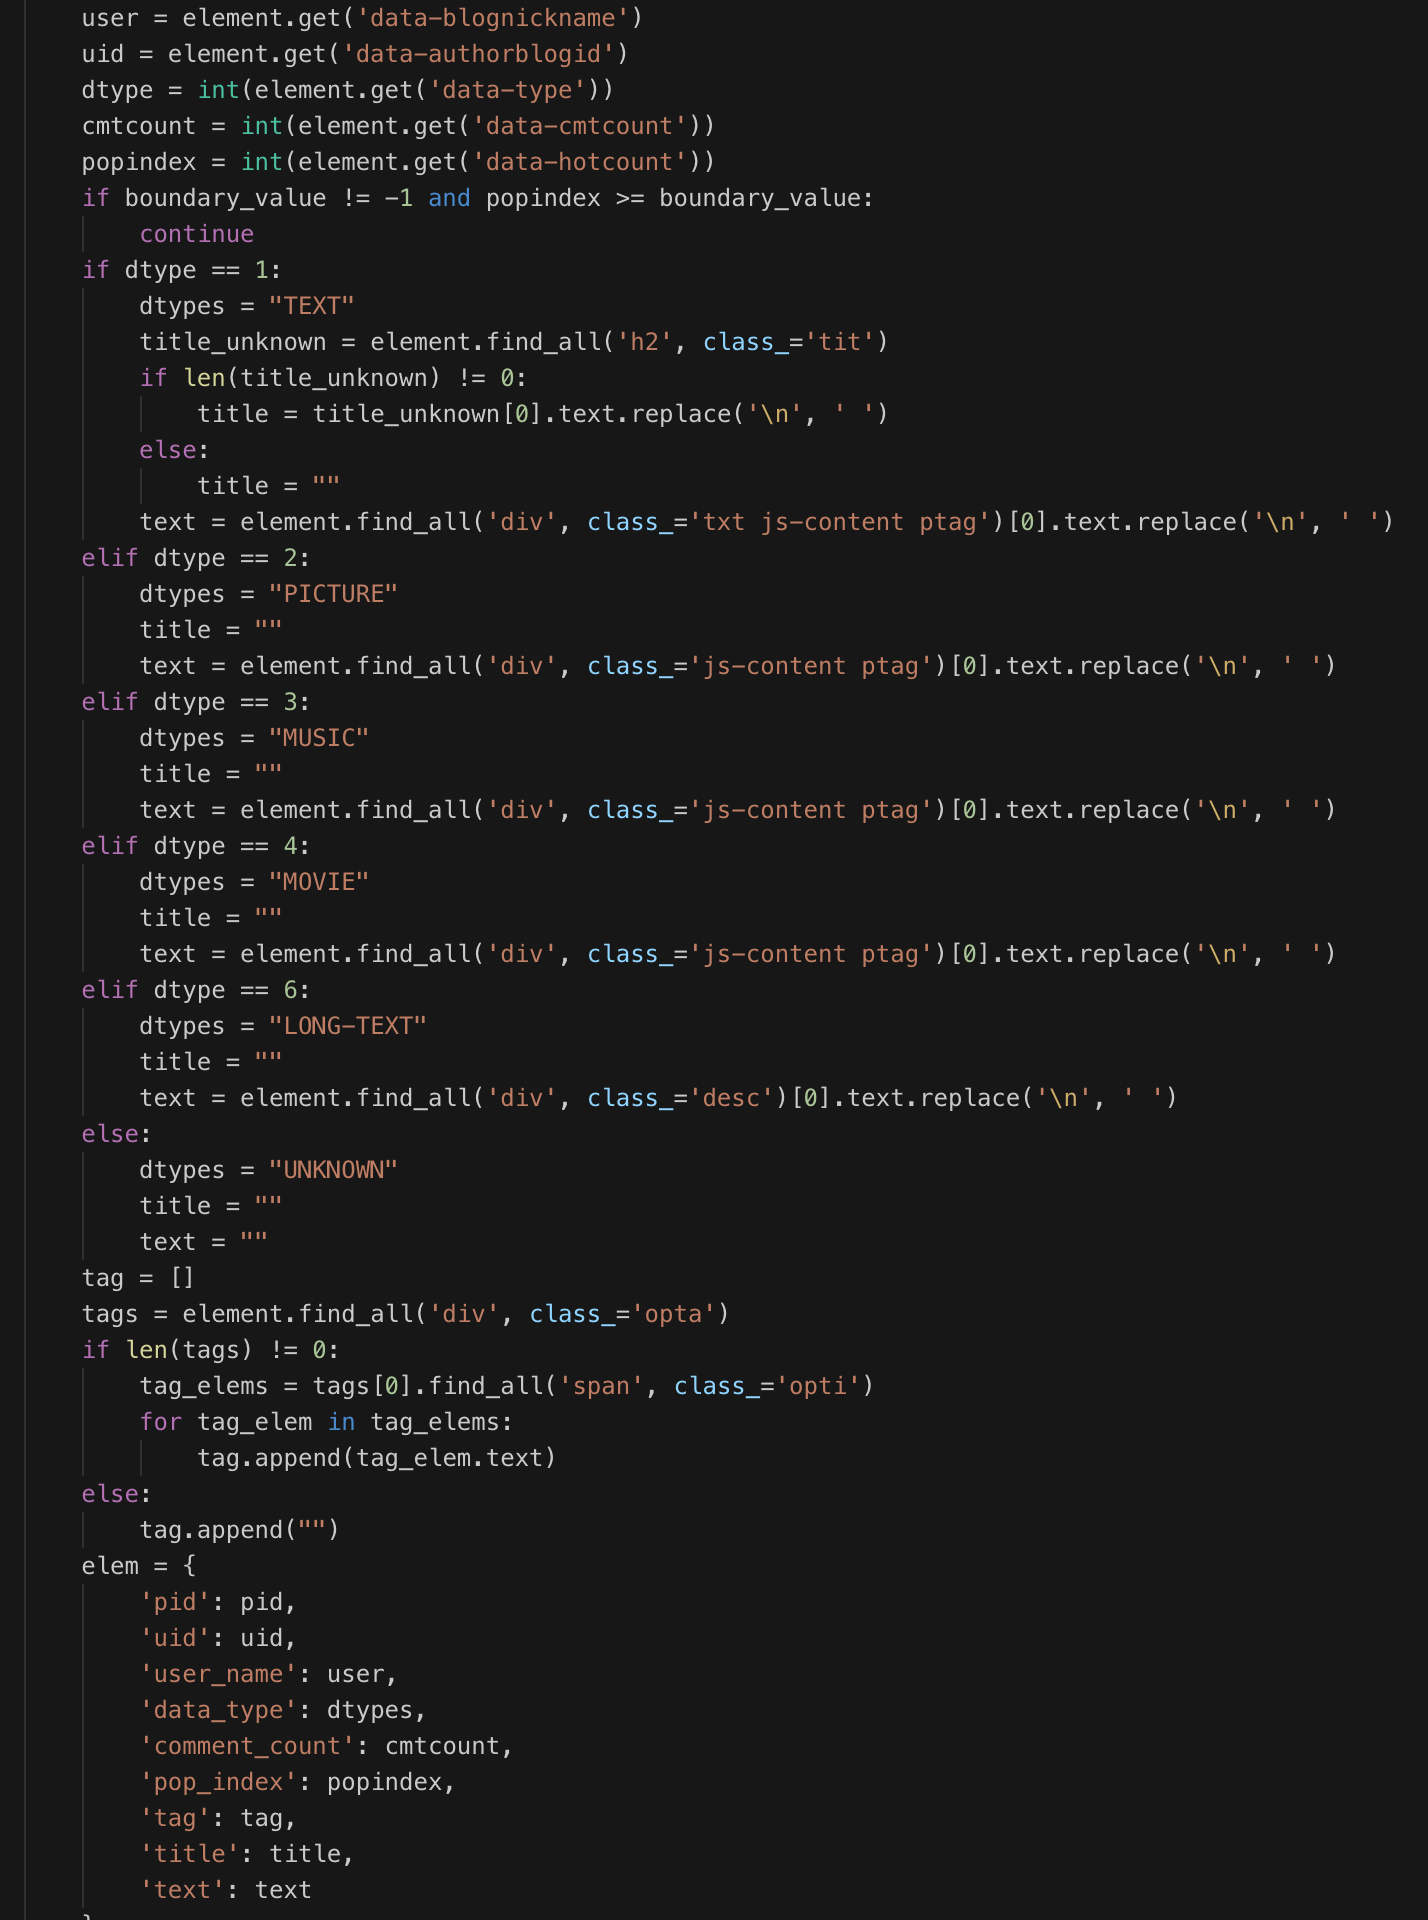 user = element.get('data-blognickname')
uid = element.get('data-authorblogid')
dtype = int(element.get('data-type'))
cmtcount = int(element.get('data-cmtcount'))
popindex = int(element.get('data-hotcount'))
if boundary_value != -1 and popindex >= boundary_value:
    continue
if dtype == 1:
    dtypes = "TEXT"
    title_unknown = element.find_all('h2', class_='tit')
    if len(title_unknown) != 0:
        title = title_unknown[0].text.replace('\n', ' ')
    else:
        title = ""
    text = element.find_all('div', class_='txt js-content ptag')[0].text.replace('\n', ' ')
elif dtype == 2:
    dtypes = "PICTURE"
    title = ""
    text = element.find_all('div', class_='js-content ptag')[0].text.replace('\n', ' ')
elif dtype == 3:
    dtypes = "MUSIC"
    title = ""
    text = element.find_all('div', class_='js-content ptag')[0].text.replace('\n', ' ')
elif dtype == 4:
    dtypes = "MOVIE"
    title = ""
    text = element.find_all('div', class_='js-content ptag')[0].text.replace('\n', ' ')
elif dtype == 6:
    dtypes = "LONG-TEXT"
    title = ""
    text = element.find_all('div', class_='desc')[0].text.replace('\n', ' ')
else:
    dtypes = "UNKNOWN"
    title = ""
    text = ""
tag = []
tags = element.find_all('div', class_='opta')
if len(tags) != 0:
    tag_elems = tags[0].find_all('span', class_='opti')
    for tag_elem in tag_elems:
        tag.append(tag_elem.text)
else:
    tag.append("")
elem = {
    'pid': pid,
    'uid': uid,
    'user_name': user,
    'data_type': dtypes,
    'comment_count': cmtcount,
    'pop_index': popindex,
    'tag': tag,
    'title': title,
    'text': text
}